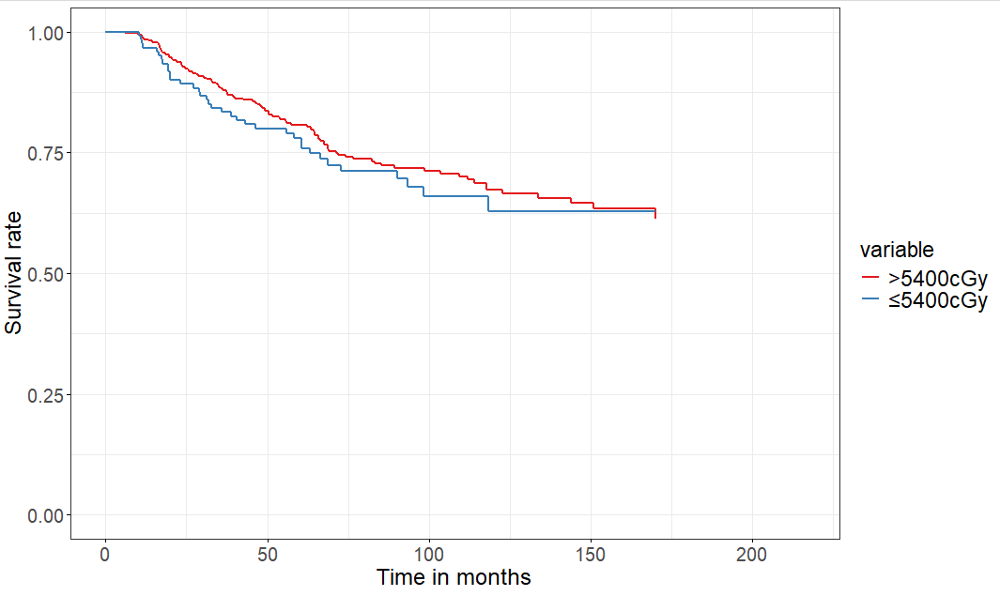 1.00
0.75
0.50
0.25
0.00
Survival rate
0 50 100 150 200
Time in months
variable
>5400cGy
≤5400cGy